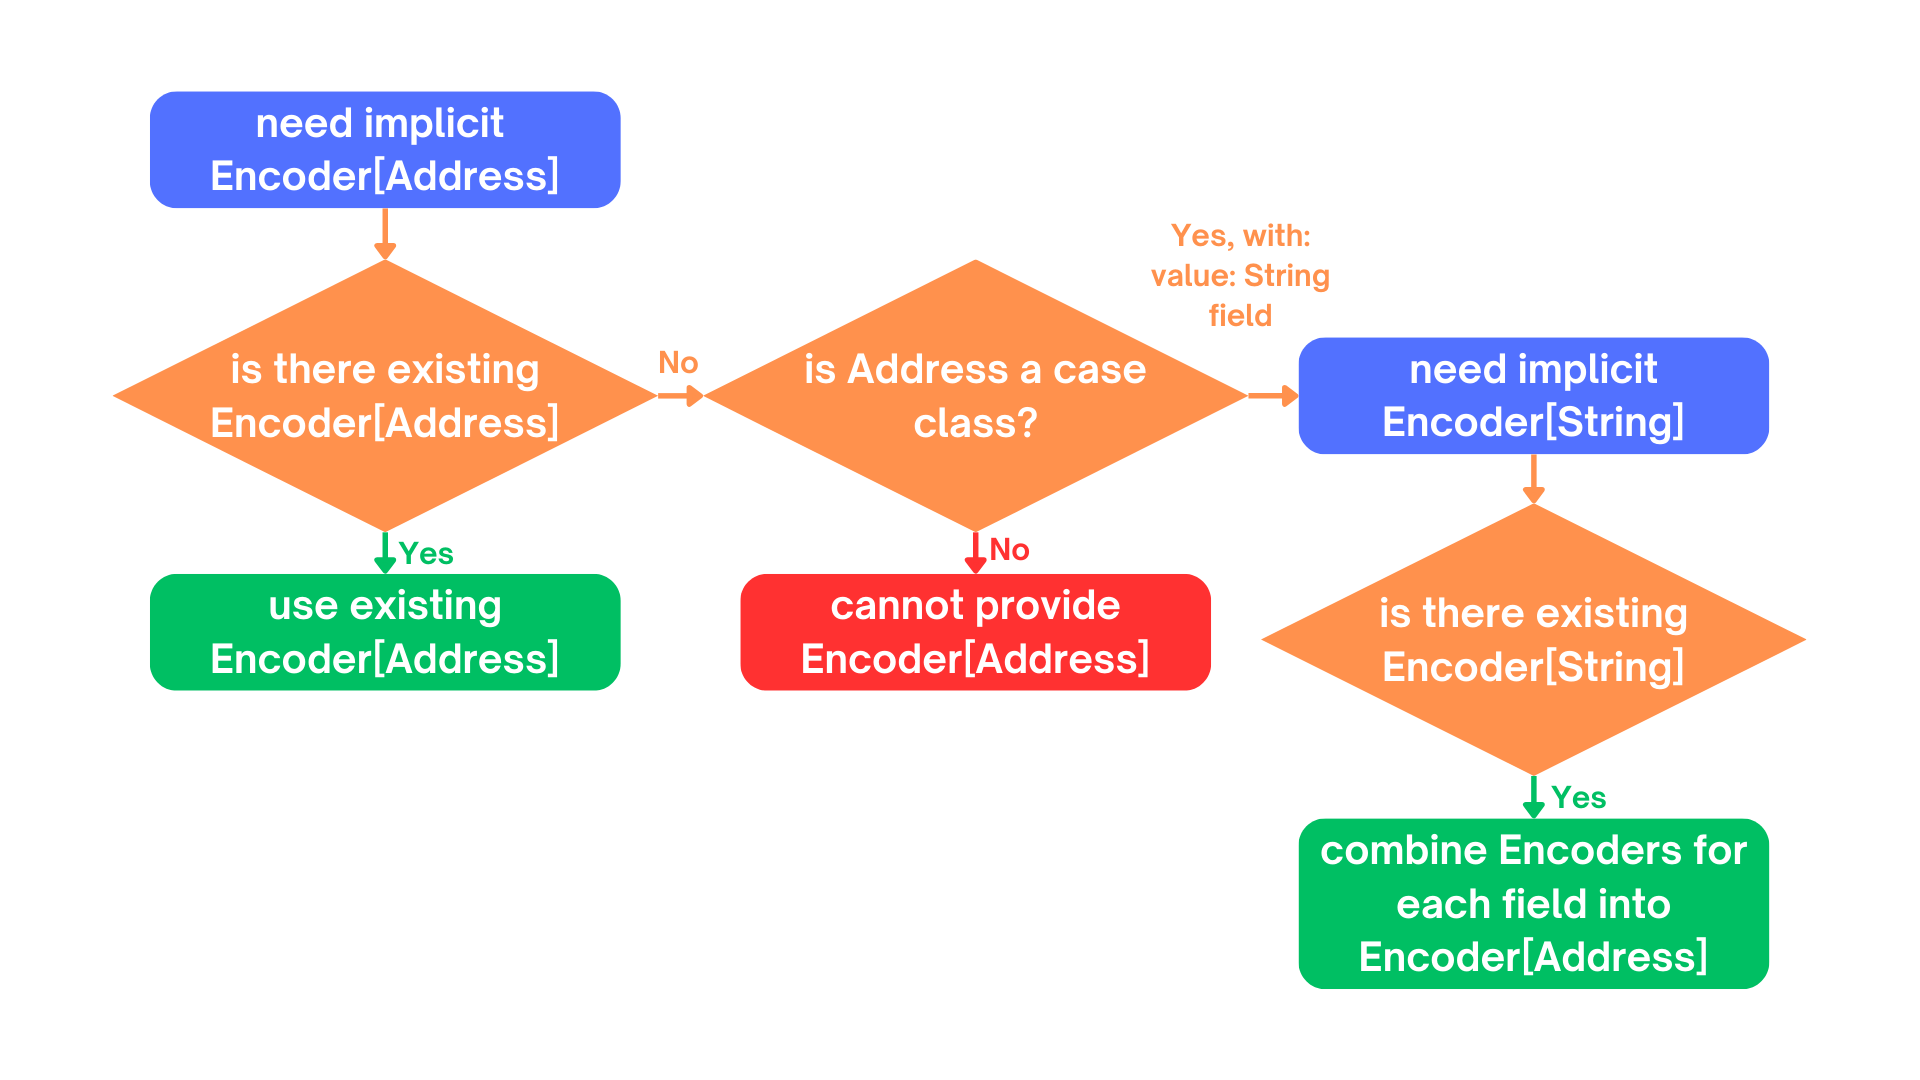 need implicit
Encoder[Address]
is there existing
Encoder[Address]
Yes
use existing
Encoder[Address]
No
is Address a case
class?
No
cannot provide
Encoder[Address]
Yes, with:
value: String
field
need implicit
Encoder[String]
is there existing
Encoder[String]
Yes
combine Encoders for
each field into
Encoder[Address]